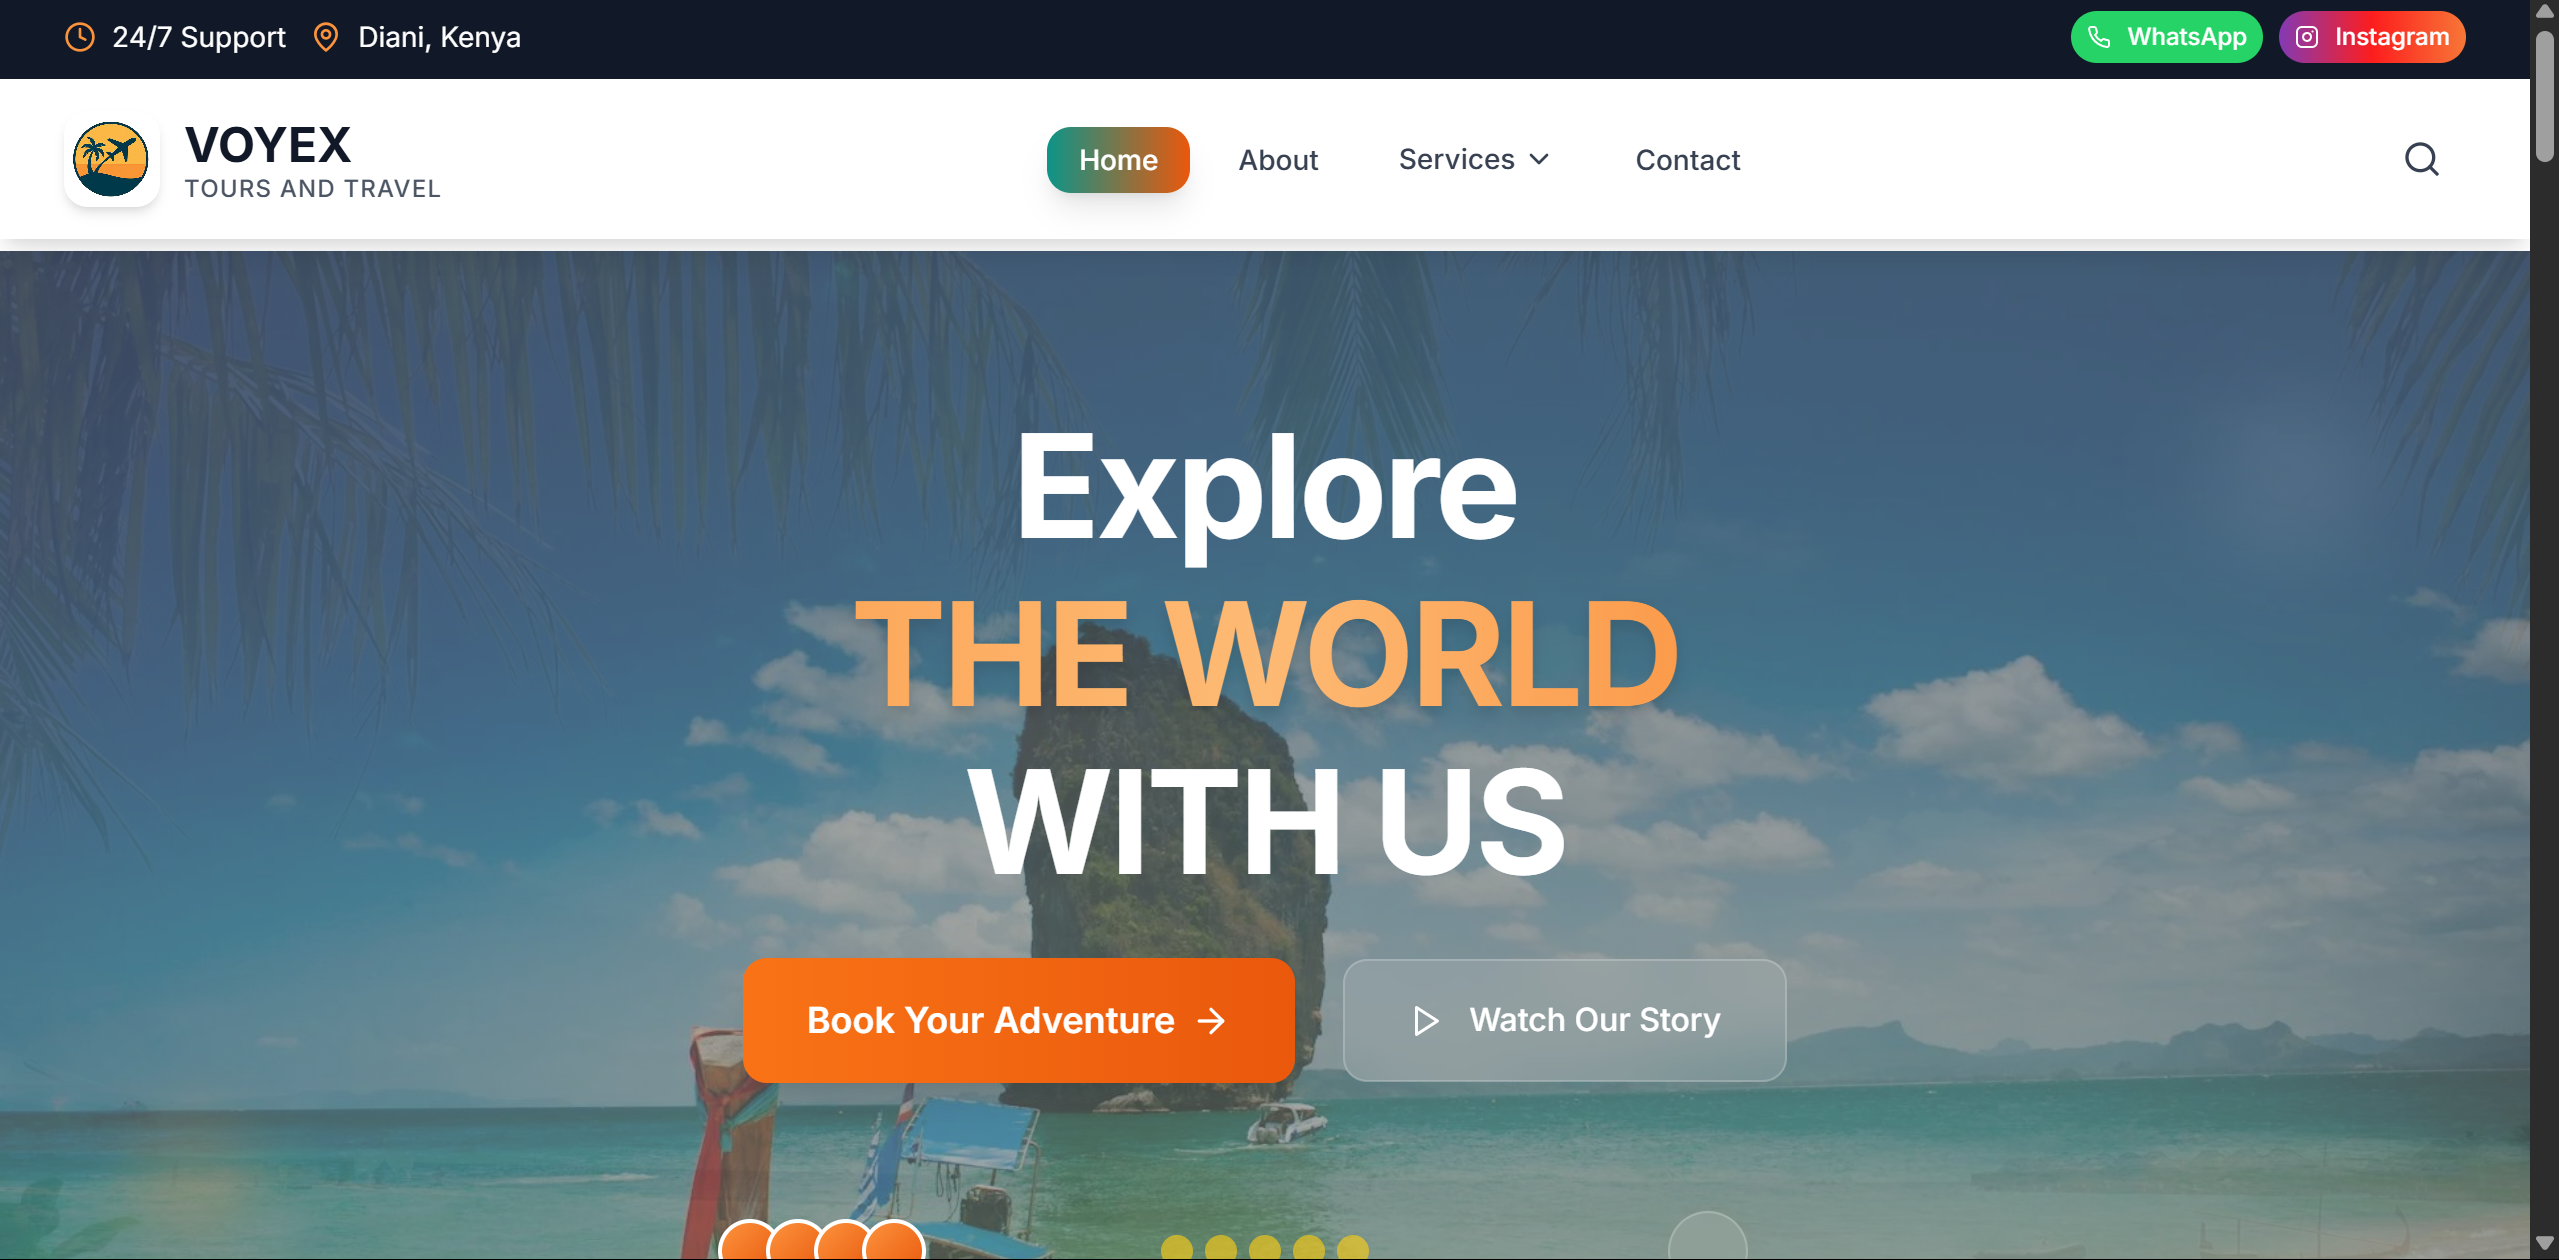 24/7 Support
Diani, Kenya
WhatsApp
Instagram
VOYEX
TOURS AND TRAVEL
Home
About
Services
Contact
Explore
THE WORLD
WITH US
Book Your Adventure
Watch Our Story